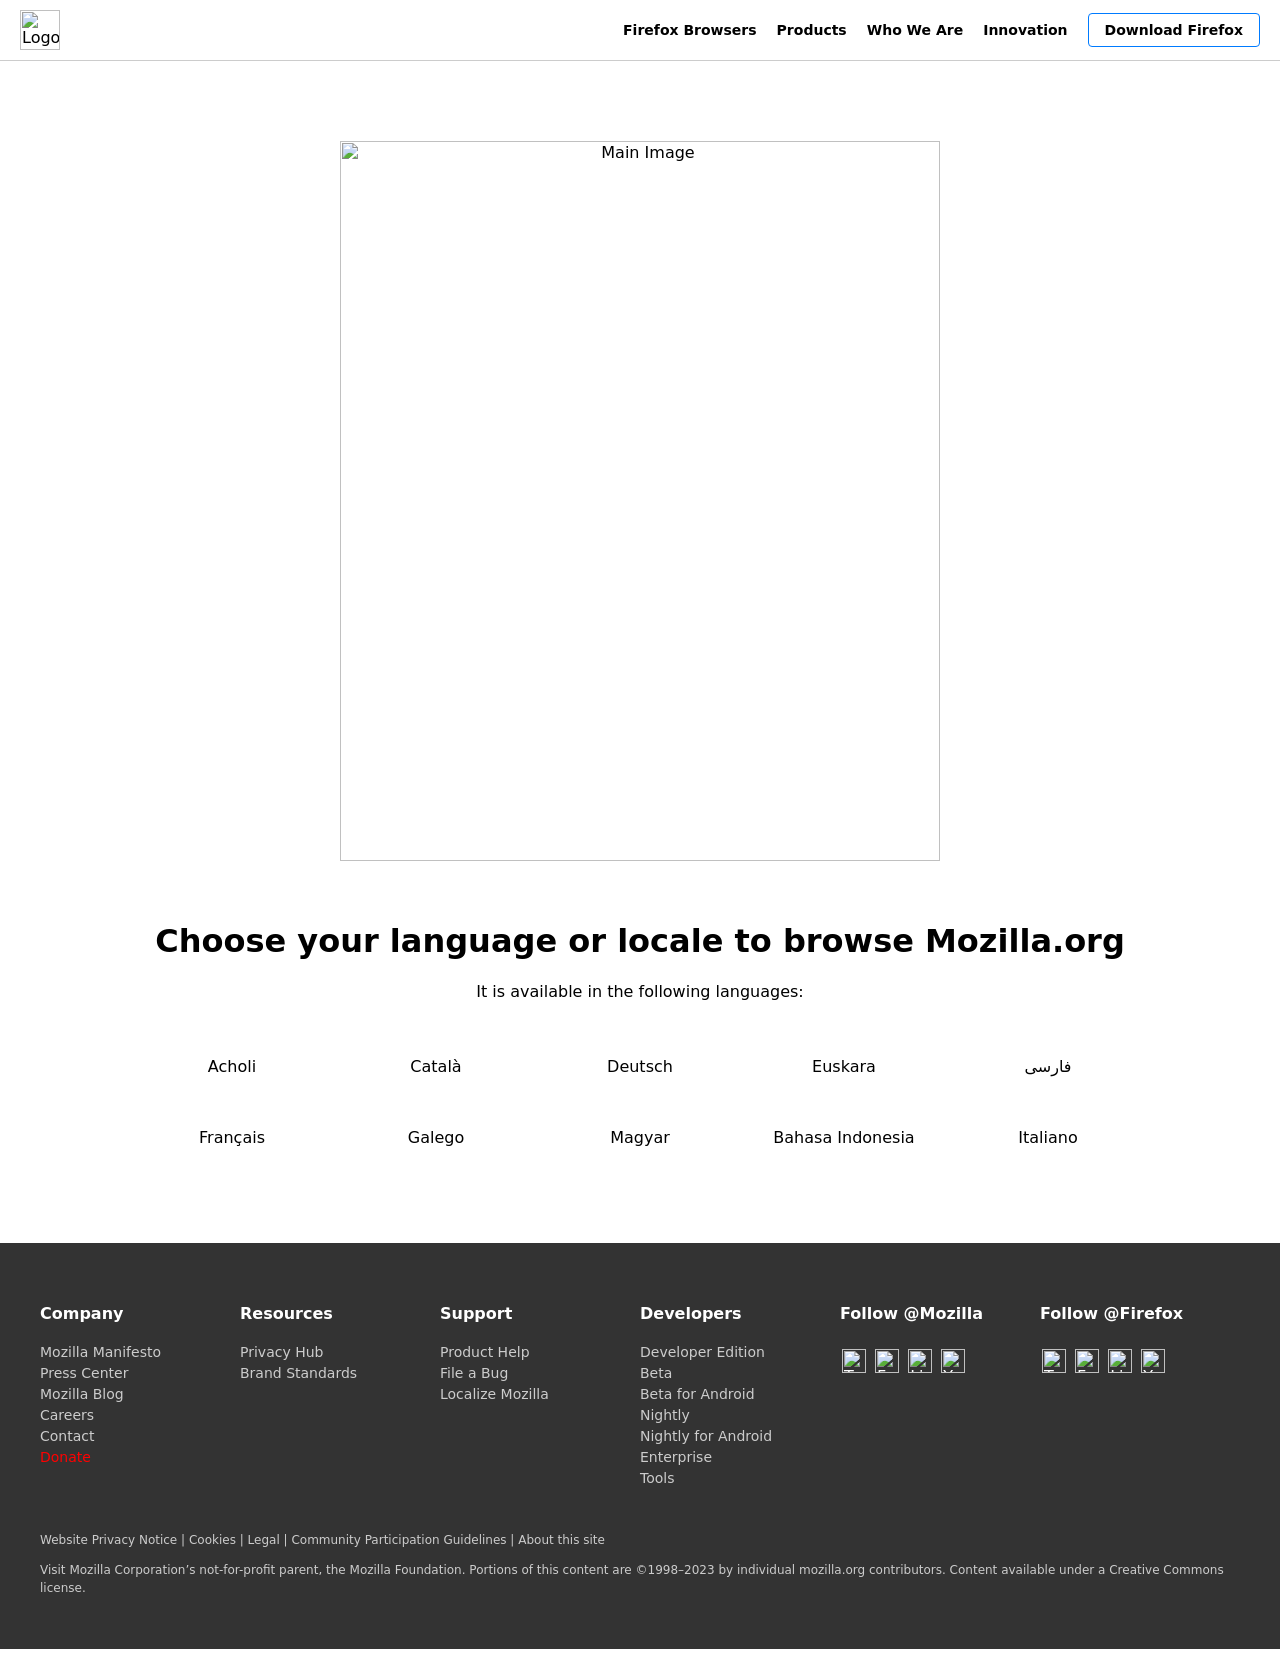 Logo
Firefox Browsers Products Who We Are Innovation Download Firefox
Main Image
Choose your language or locale to browse Mozilla.org
It is available in the following languages:
Acholi Català Deutsch Euskara فارسی
Français Galego Magyar Bahasa Indonesia Italiano
Company
Mozilla Manifesto
Press Center
Mozilla Blog
Careers
Contact
Donate
Resources
Privacy Hub
Brand Standards
Support
Product Help
File a Bug
Localize Mozilla
Developers
Developer Edition
Beta
Beta for Android
Nightly
Nightly for Android
Enterprise
Tools
Follow @Mozilla
Follow @Firefox
Website Privacy Notice | Cookies | Legal | Community Participation Guidelines | About this site
Visit Mozilla Corporation’s not-for-profit parent, the Mozilla Foundation. Portions of this content are ©1998–2023 by individual mozilla.org contributors. Content available under a Creative Commons
license.